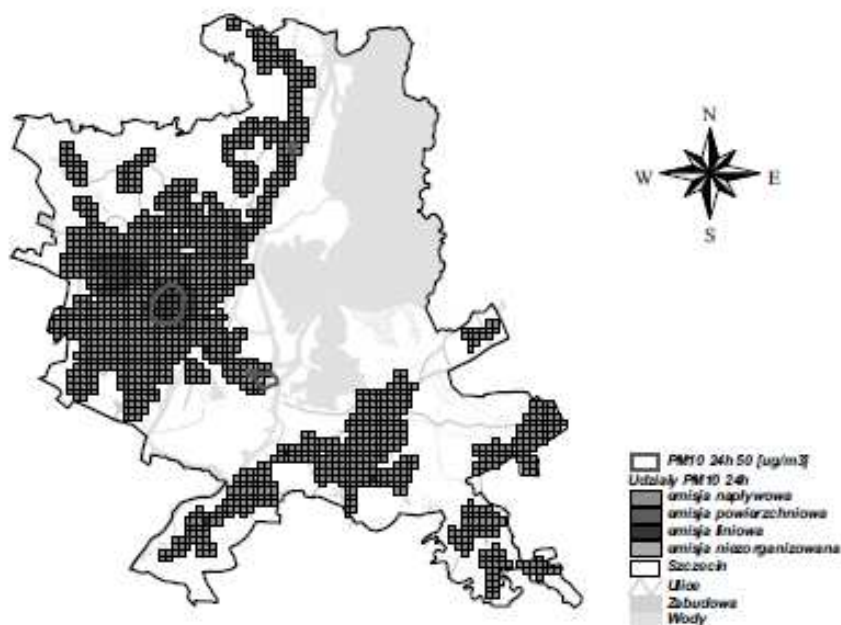 N
W E
S
PM10 24h 50 [ug/m3]
Udziały PM10 24h
emisja napływowa
emisja powierzchniowa
emisja liniowa
emisja niezorganizowana
Szczecin
Ulice
Zabudowa
Wody